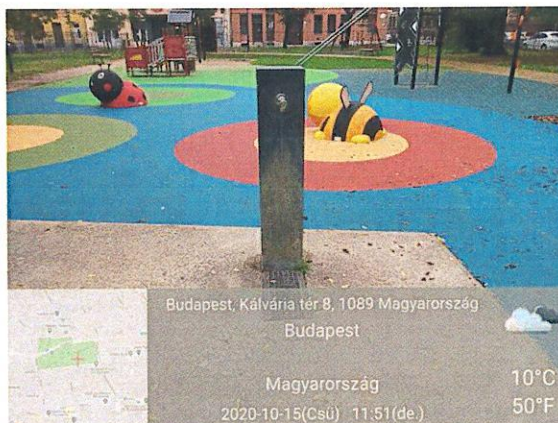 Budapest, Kálvária tér 8, 1089 Magyarország
Budapest
Magyarország
10°C
2020-10-15(Csü) 11:51(de.)
50°F